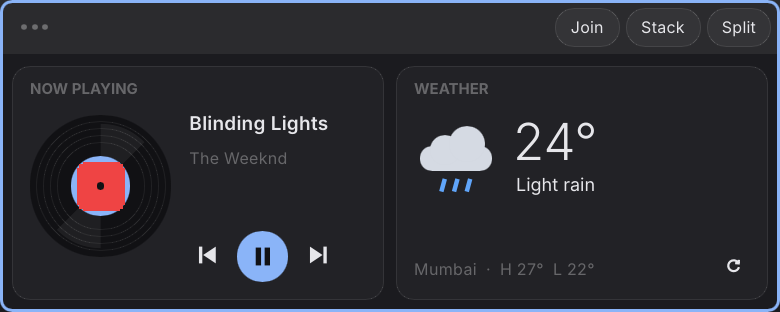 Join
Stack
Split
NOW PLAYING
Blinding Lights
The Weeknd
WEATHER
24°
Light rain
Mumbai · H 27° L 22°